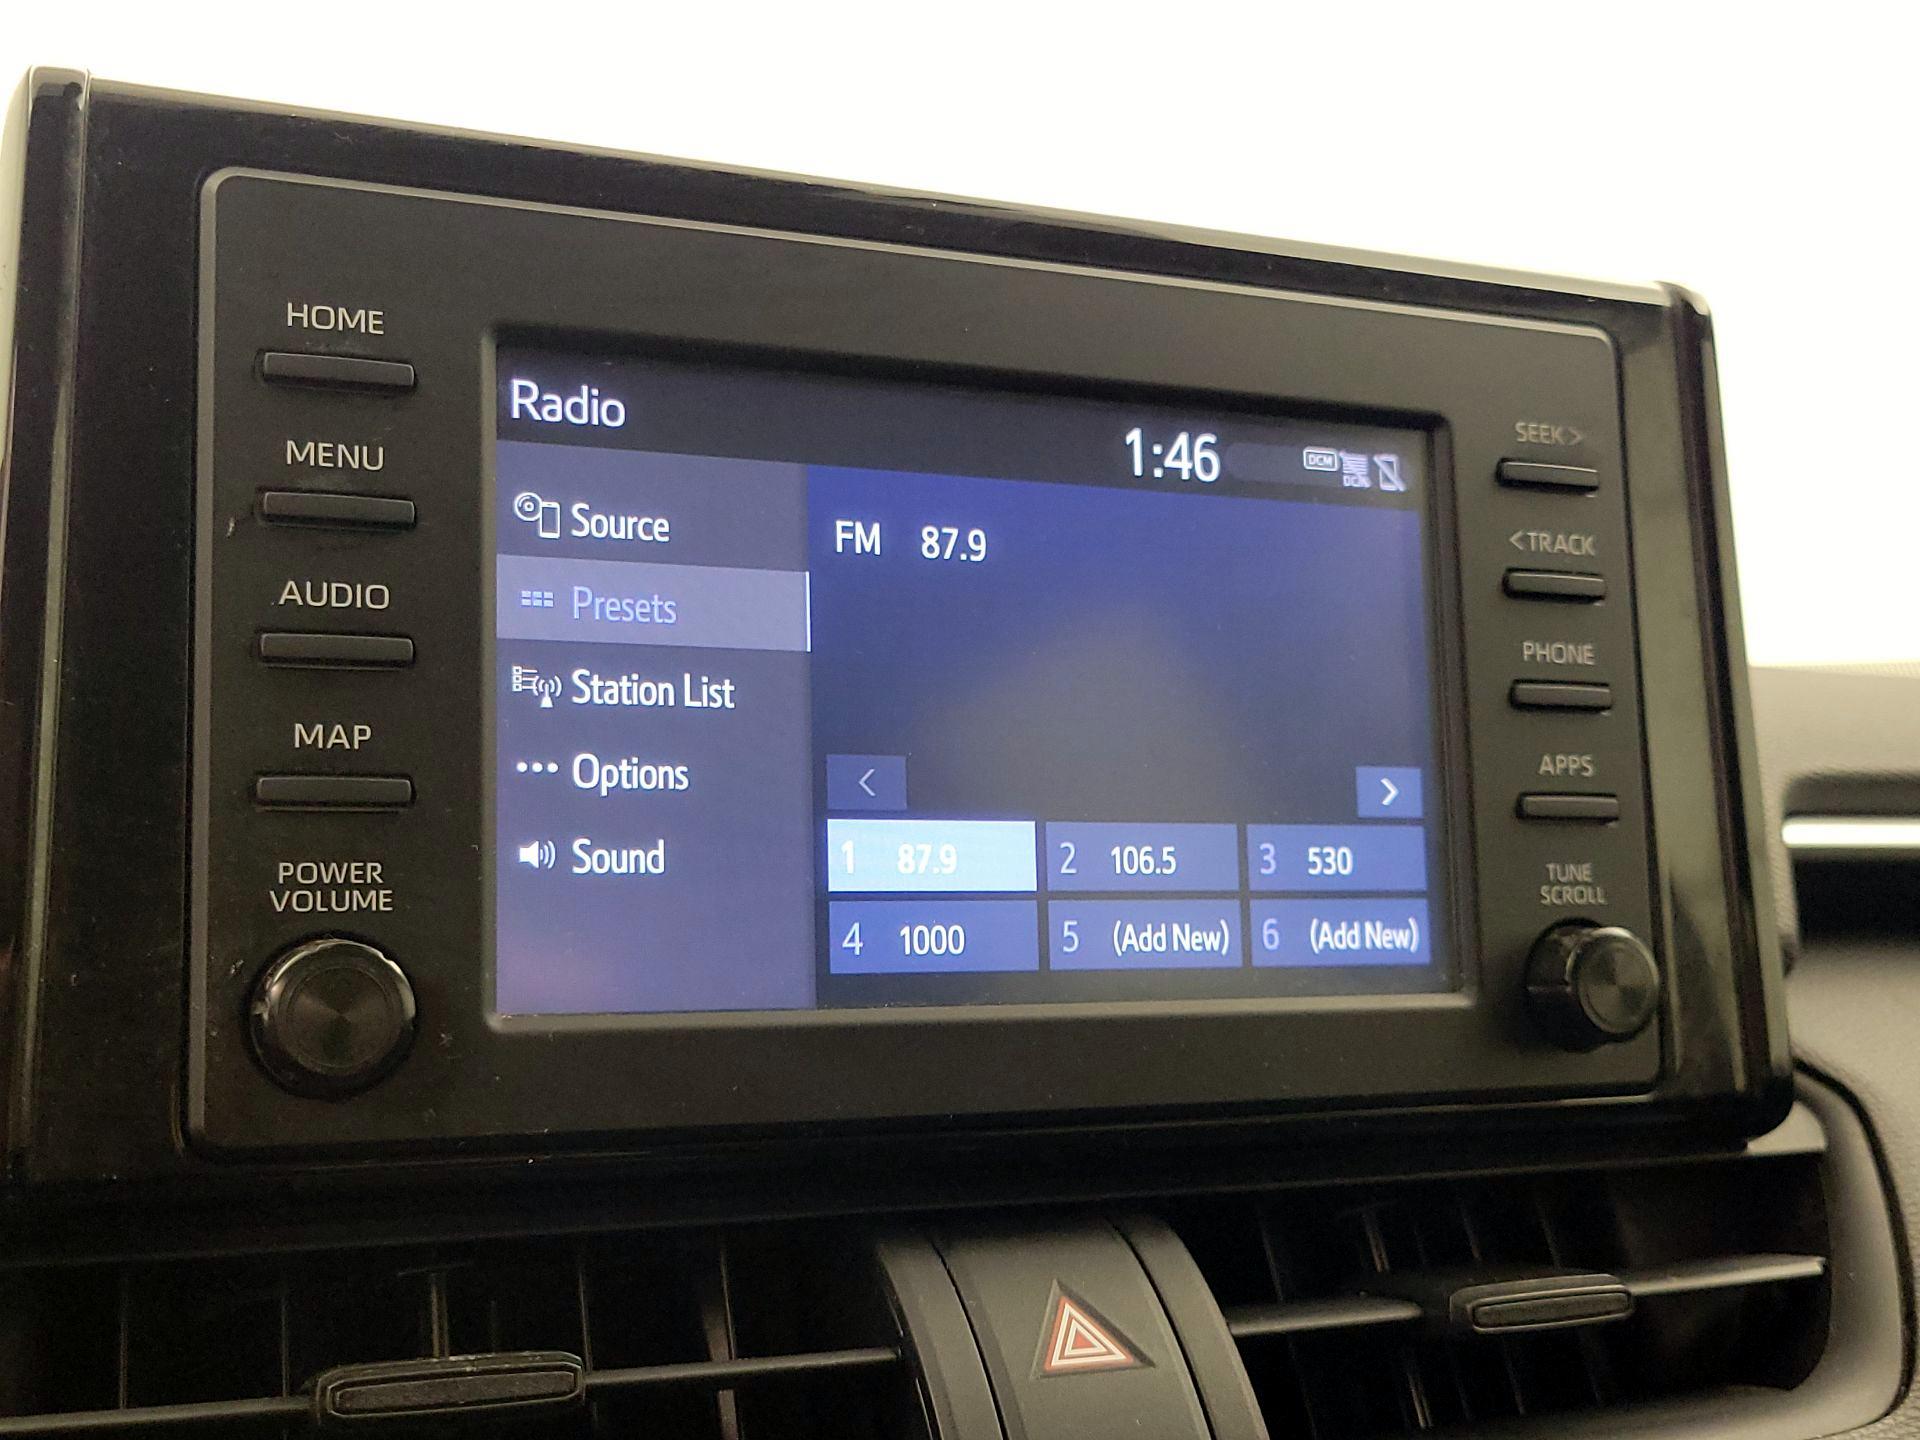 HOME
MENU
AUDIO
MAP
POWER
VOLUME
Radio
1:46
DCM
DCM
Source
Presets
Station List
Options
Sound
FM 87.9
<
>
1 87.9
2 106.5
3 530
4 1000
5 (Add New)
6 (Add New)
SEEK >
< TRACK
PHONE
APPS
TUNE
SCROLL